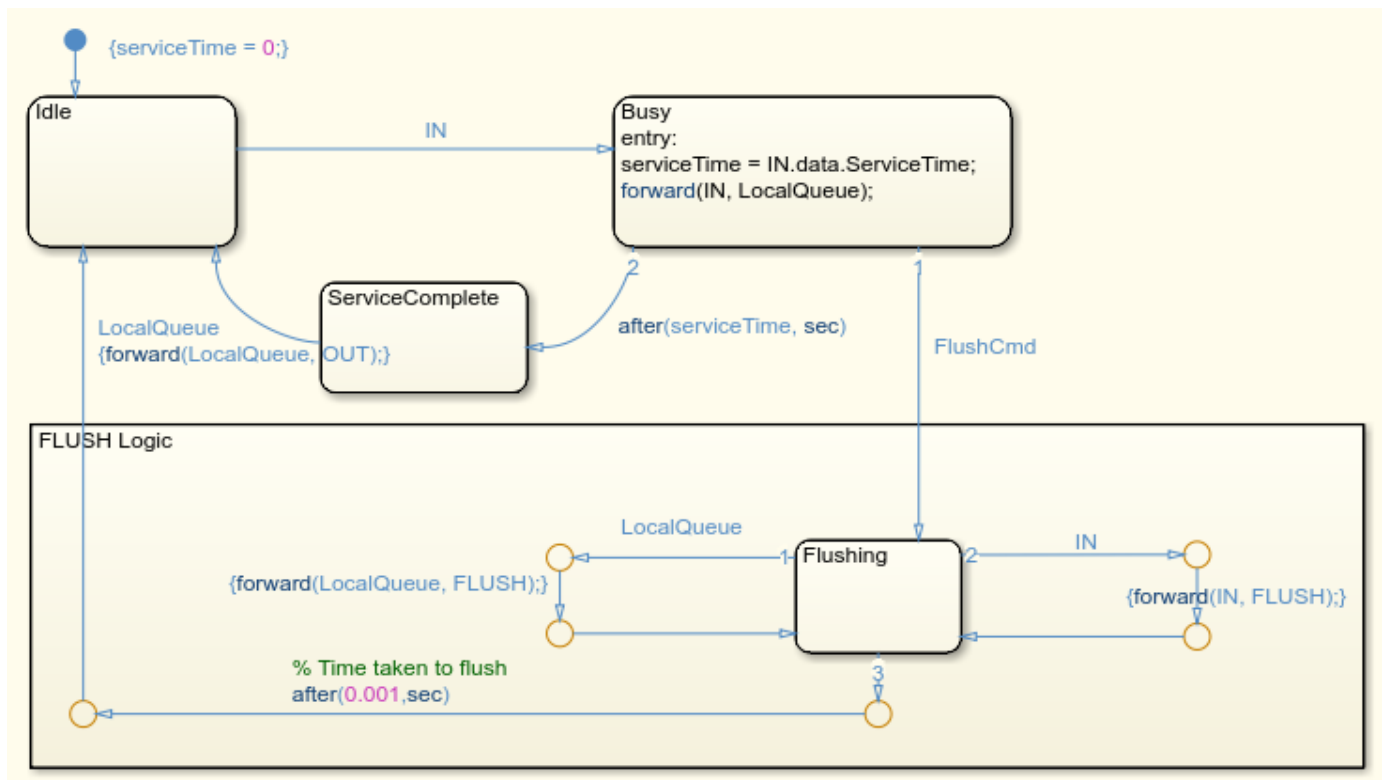 {serviceTime = 0;}
Idle
IN
Busy
entry:
serviceTime = IN.data.ServiceTime;
forward(IN, LocalQueue);
2
1
ServiceComplete
LocalQueue
{forward(LocalQueue, OUT);}
after(serviceTime, sec)
FlushCmd
FLUSH Logic
LocalQueue
1
Flushing
2
IN
{forward(LocalQueue, FLUSH);}
{forward(IN, FLUSH);}
3
% Time taken to flush
after(0.001,sec)